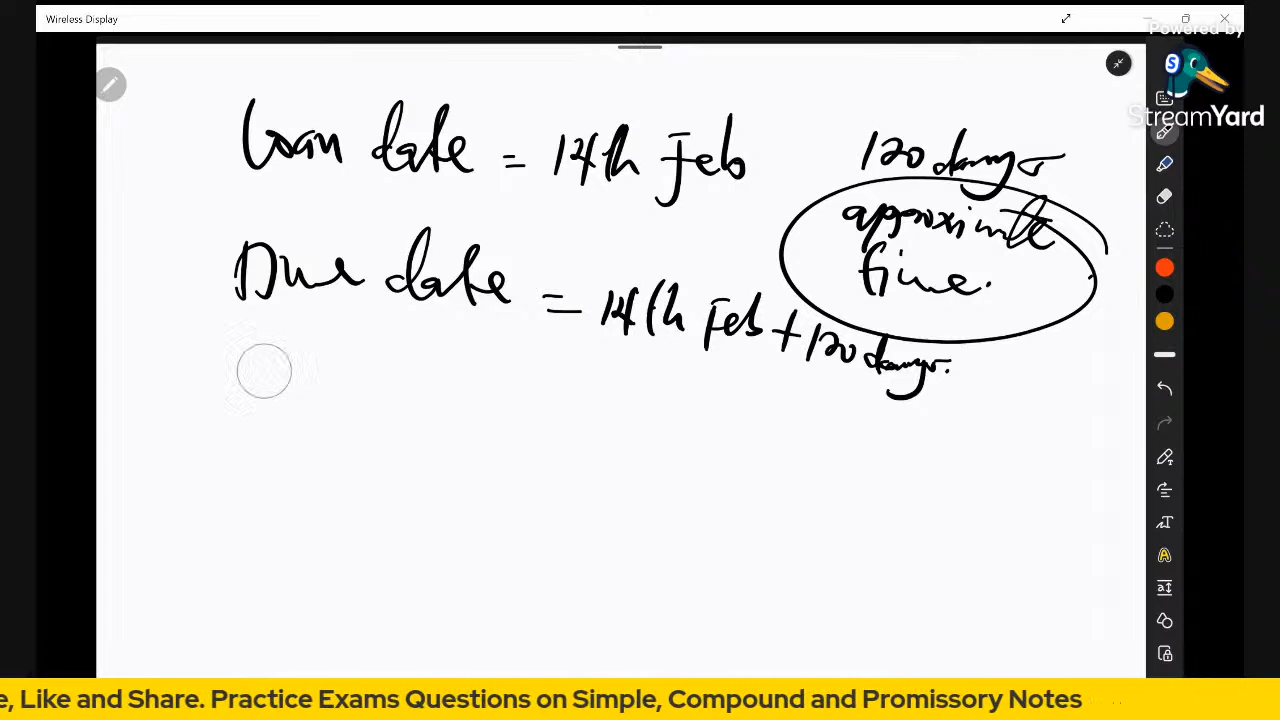 Wireless Display
Powered by
StreamYard
Loan date = 14th Feb
120 days
approximate
time.
Due date = 14th Feb + 120 days.
e, Like and Share. Practice Exams Questions on Simple, Compound and Promissory Notes